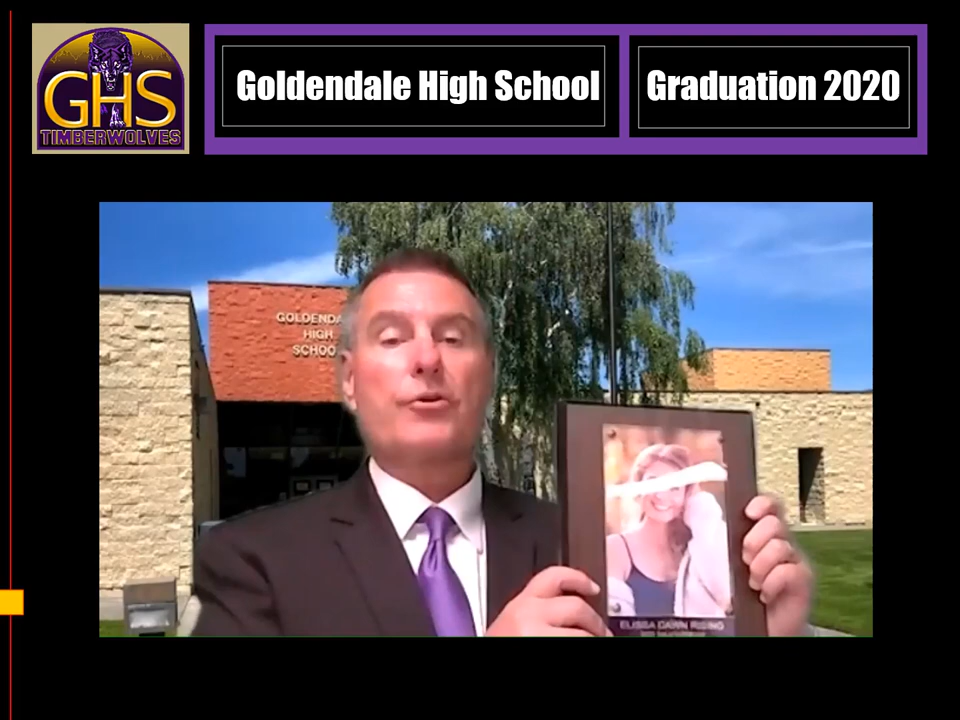 GHS
TIMBERWOLVES
Goldendale High School
Graduation 2020
GOLDENDA
HIGH
SCHOO
ELISSA DAWN RISING